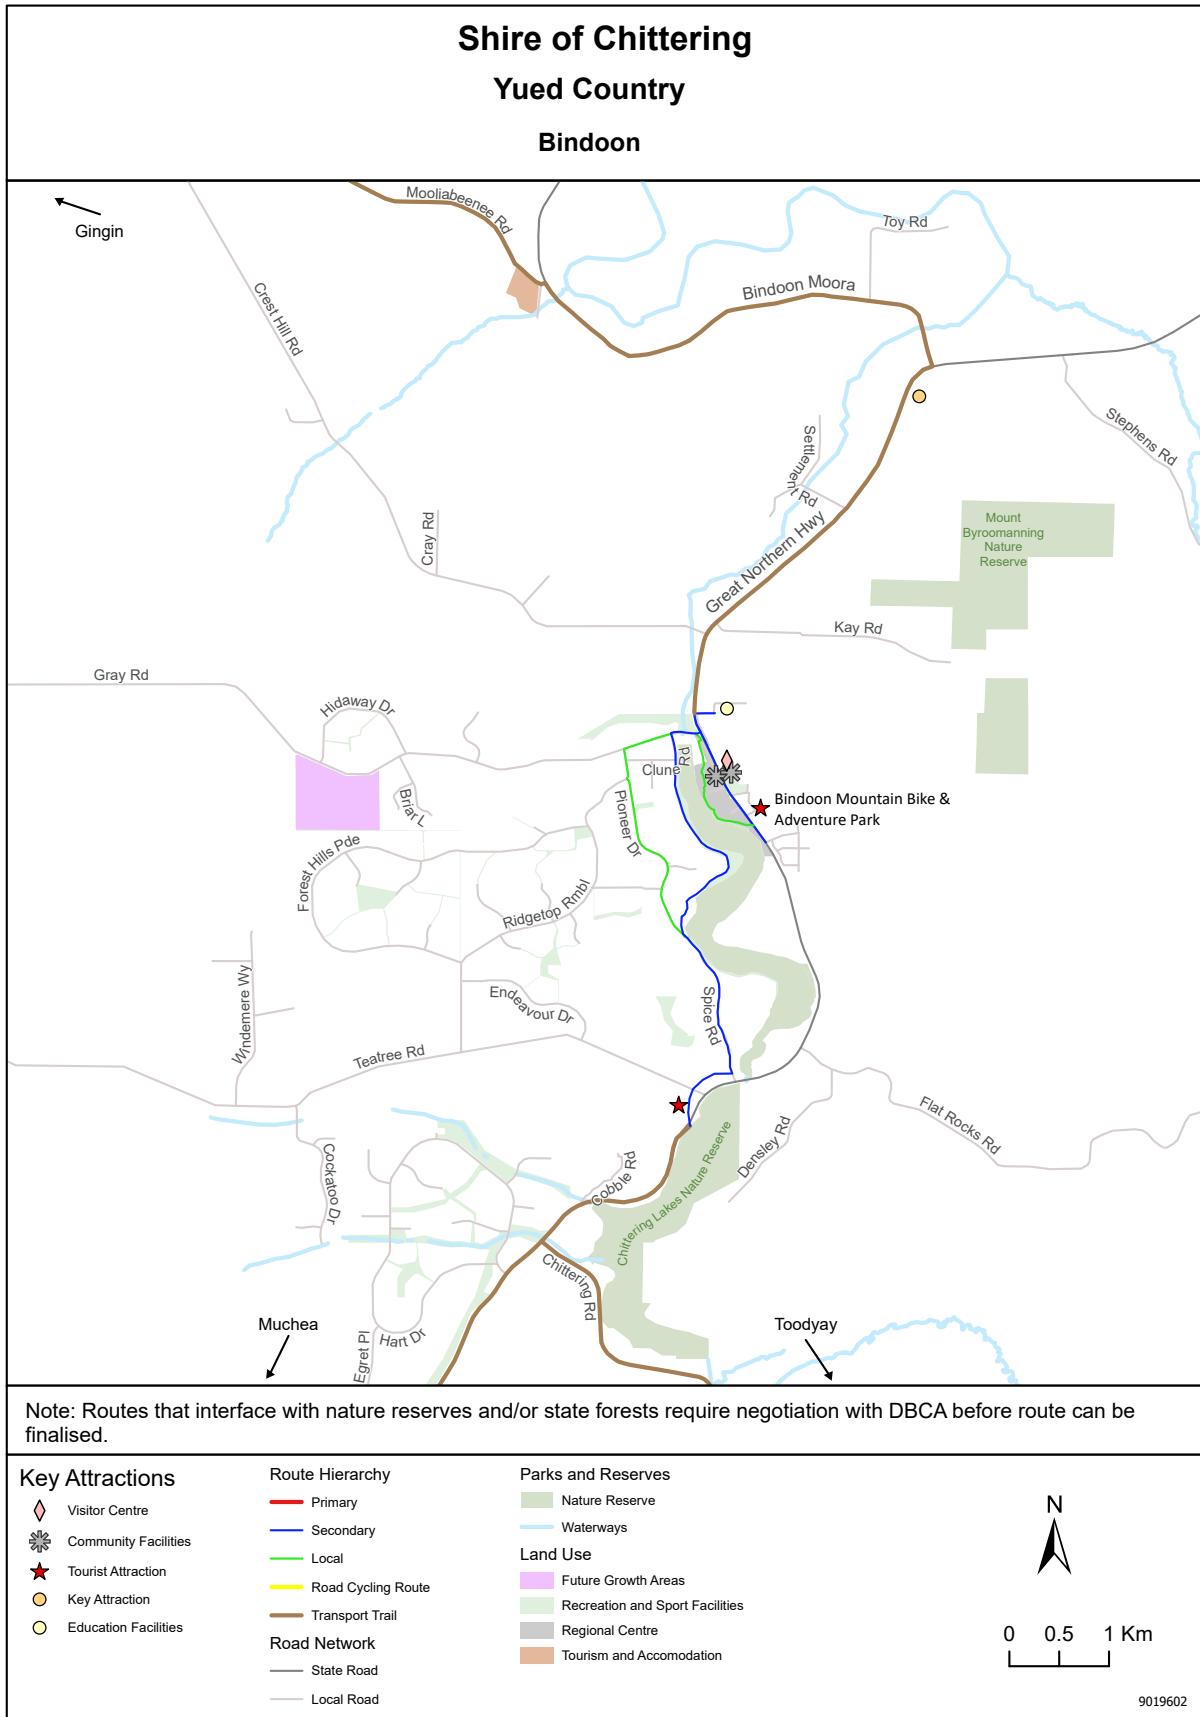 Shire of Chittering
Yued Country
Bindoon
Gingin
Mooliabeenee Rd
Toy Rd
Bindoon Moora
Crest Hill Rd
Stephens Rd
Settlement Rd
Cray Rd
Great Northern Hwy
Mount
Byroomanning
Nature
Reserve
Kay Rd
Gray Rd
Hidaway Dr
Clune Rd
Briar L
Pioneer Dr
Bindoon Mountain Bike &
Adventure Park
Forest Hills Pde
Ridgetop Rmbl
Windemere Wy
Endeavour Dr
Spice Rd
Teatree Rd
Flat Rocks Rd
Densley Rd
Cockatoo Dr
Cobble Rd
Chittering Lakes Nature Reserve
Chittering Rd
Muchea
Toodyay
Hart Dr
Egret Pl
Note: Routes that interface with nature reserves and/or state forests require negotiation with DBCA before route can be
finalised.
Key Attractions
Visitor Centre
Community Facilities
Tourist Attraction
Key Attraction
Education Facilities
Route Hierarchy
Primary
Secondary
Local
Road Cycling Route
Transport Trail
Road Network
State Road
Local Road
Parks and Reserves
Nature Reserve
Waterways
Land Use
Future Growth Areas
Recreation and Sport Facilities
Regional Centre
Tourism and Accomodation
N
0 0.5 1 Km
9019602